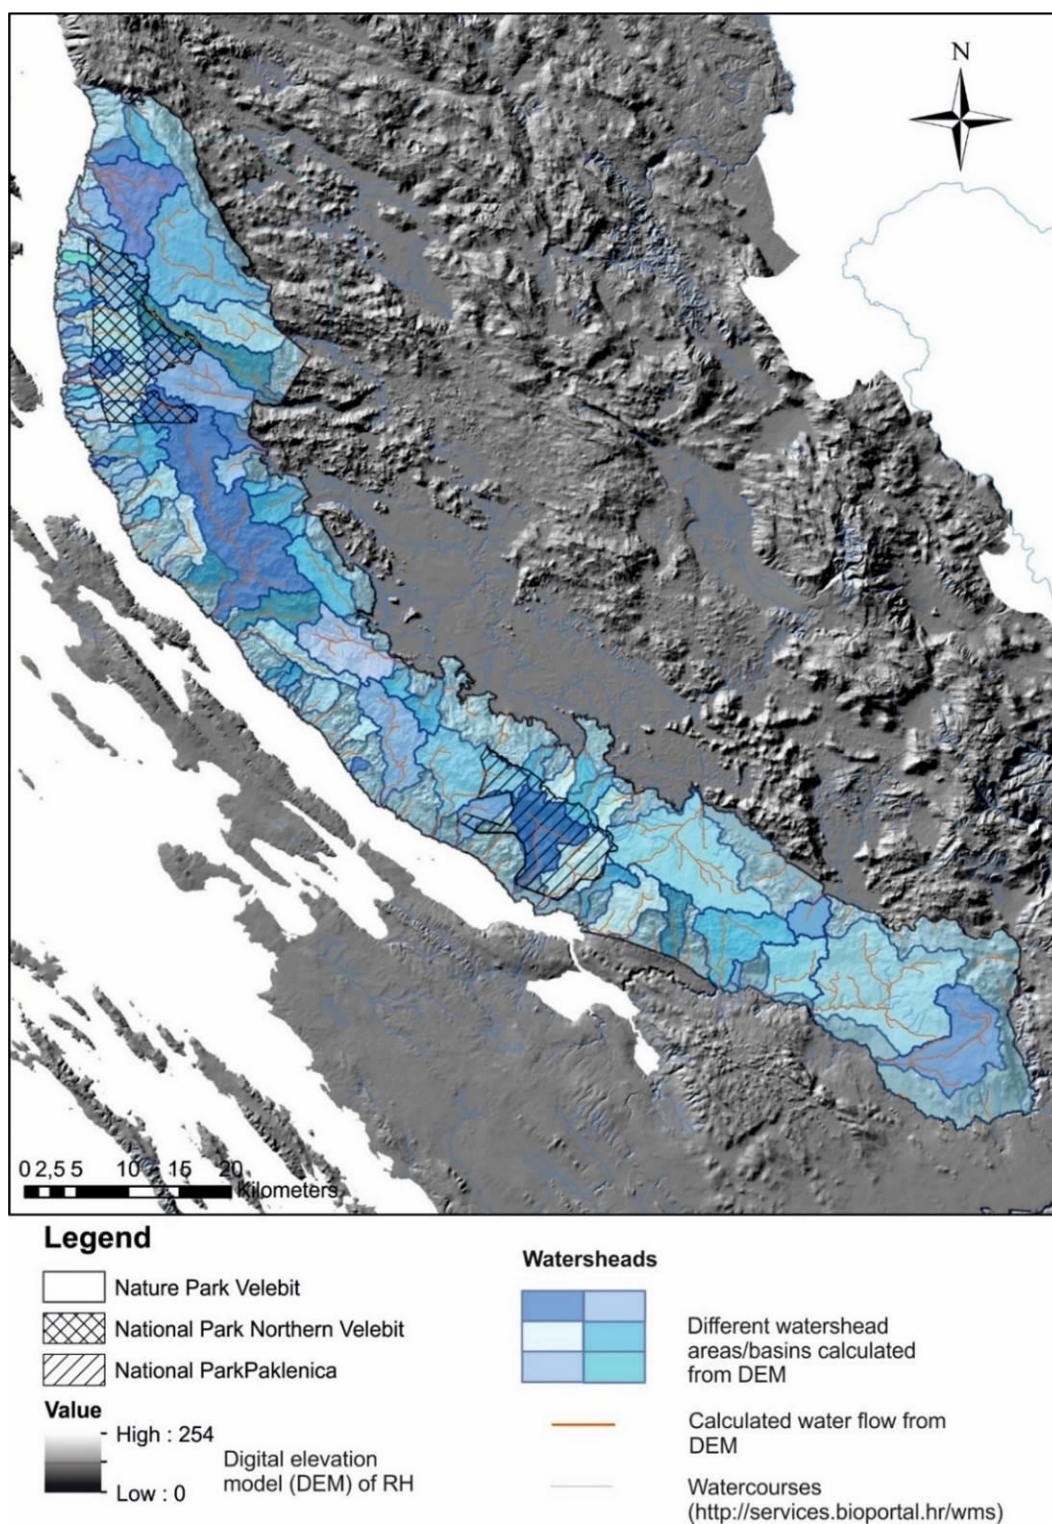 N
0 2,5 5 10 15 20
Kilometers
Legend
Nature Park Velebit
National Park Northern Velebit
National ParkPaklenica
Value
High : 254
Low : 0
Digital elevation
model (DEM) of RH
Watersheads
Different watershead
areas/basins calculated
from DEM
Calculated water flow from
DEM
Watercourses
(http://services.bioportal.hr/wms)